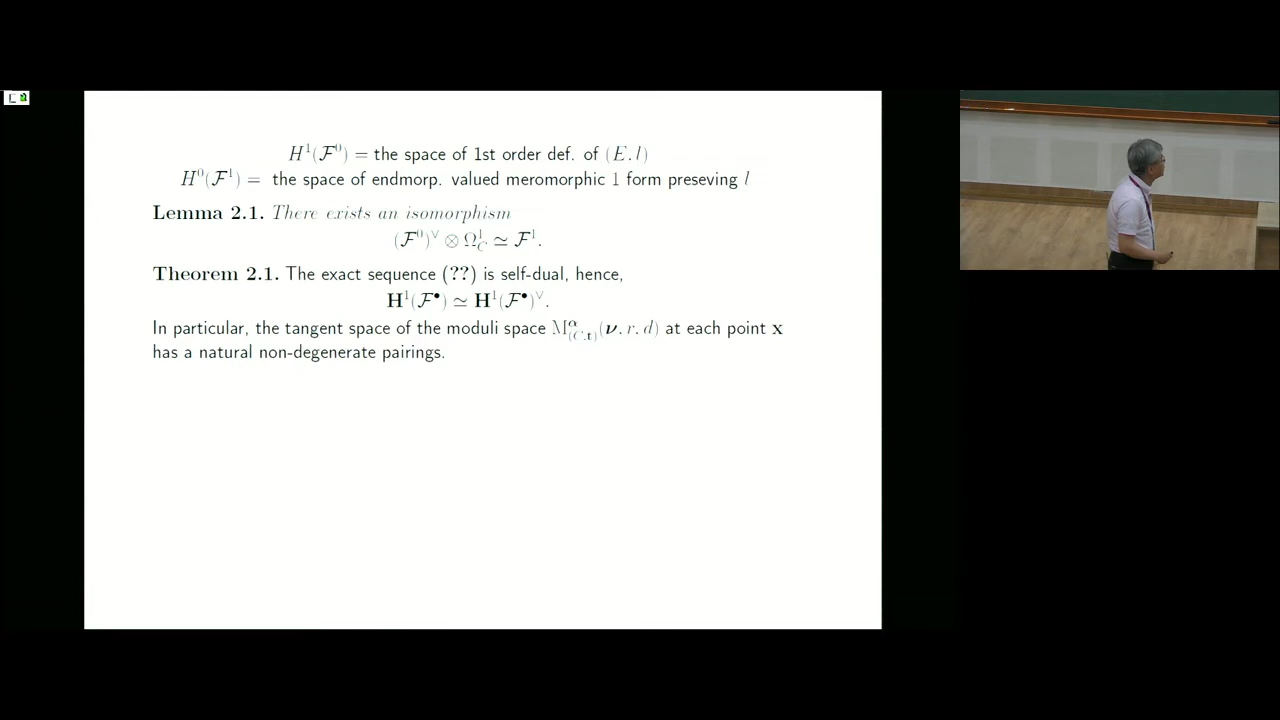 H¹(𝓕⁰) = the space of 1st order def. of (E, l)
H⁰(𝓕¹) = the space of endmorp. valued meromorphic 1 form preseving l
Lemma 2.1. There exists an isomorphism
(𝓕⁰)^∨ ⊗ Ω¹_C ≃ 𝓕¹.
Theorem 2.1. The exact sequence (??) is self-dual, hence,
𝐇¹(𝓕^•) ≃ 𝐇¹(𝓕^•)^∨.
In particular, the tangent space of the moduli space M^𝛂_{(C,𝐭)}(𝝂, r, d) at each point 𝐱
has a natural non-degenerate pairings.